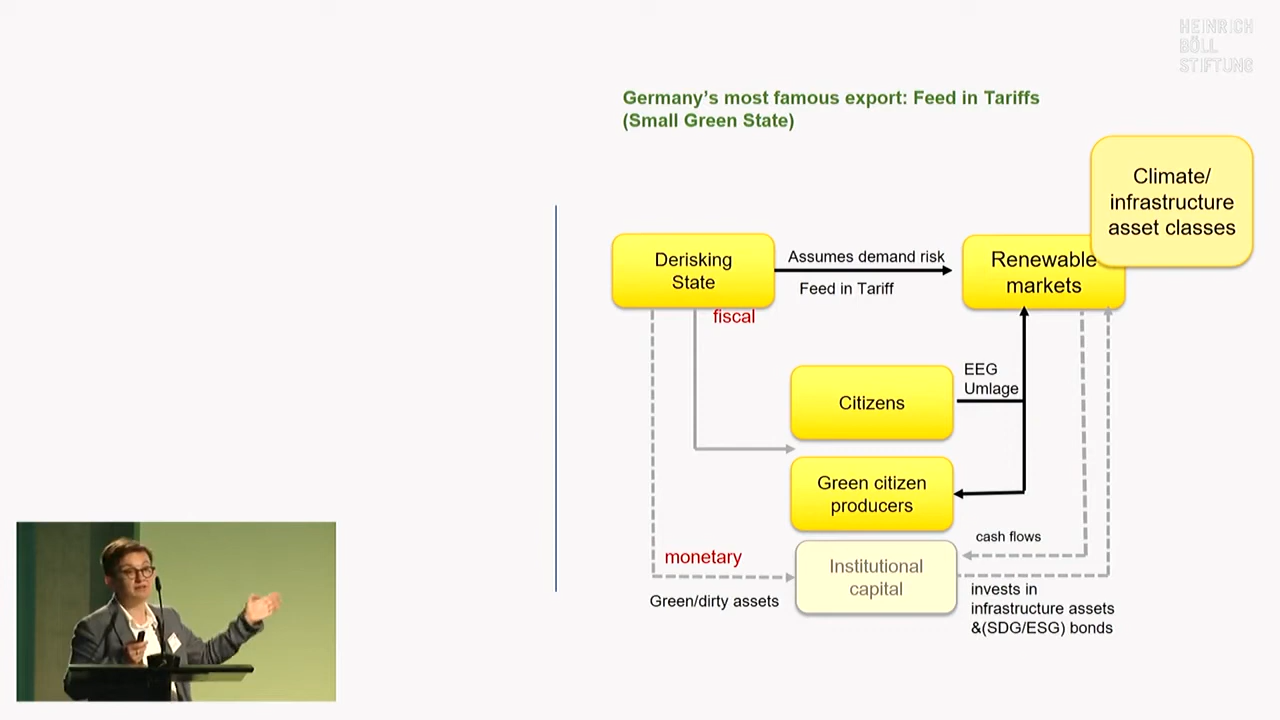 HEINRICH
BÖLL
STIFTUNG
Germany's most famous export: Feed in Tariffs
(Small Green State)
Climate/
infrastructure
asset classes
Derisking
State
Assumes demand risk
Feed in Tariff
Renewable
markets
fiscal
Citizens
EEG
Umlage
Green citizen
producers
cash flows
monetary
Institutional
capital
Green/dirty assets
invests in
infrastructure assets
&(SDG/ESG) bonds